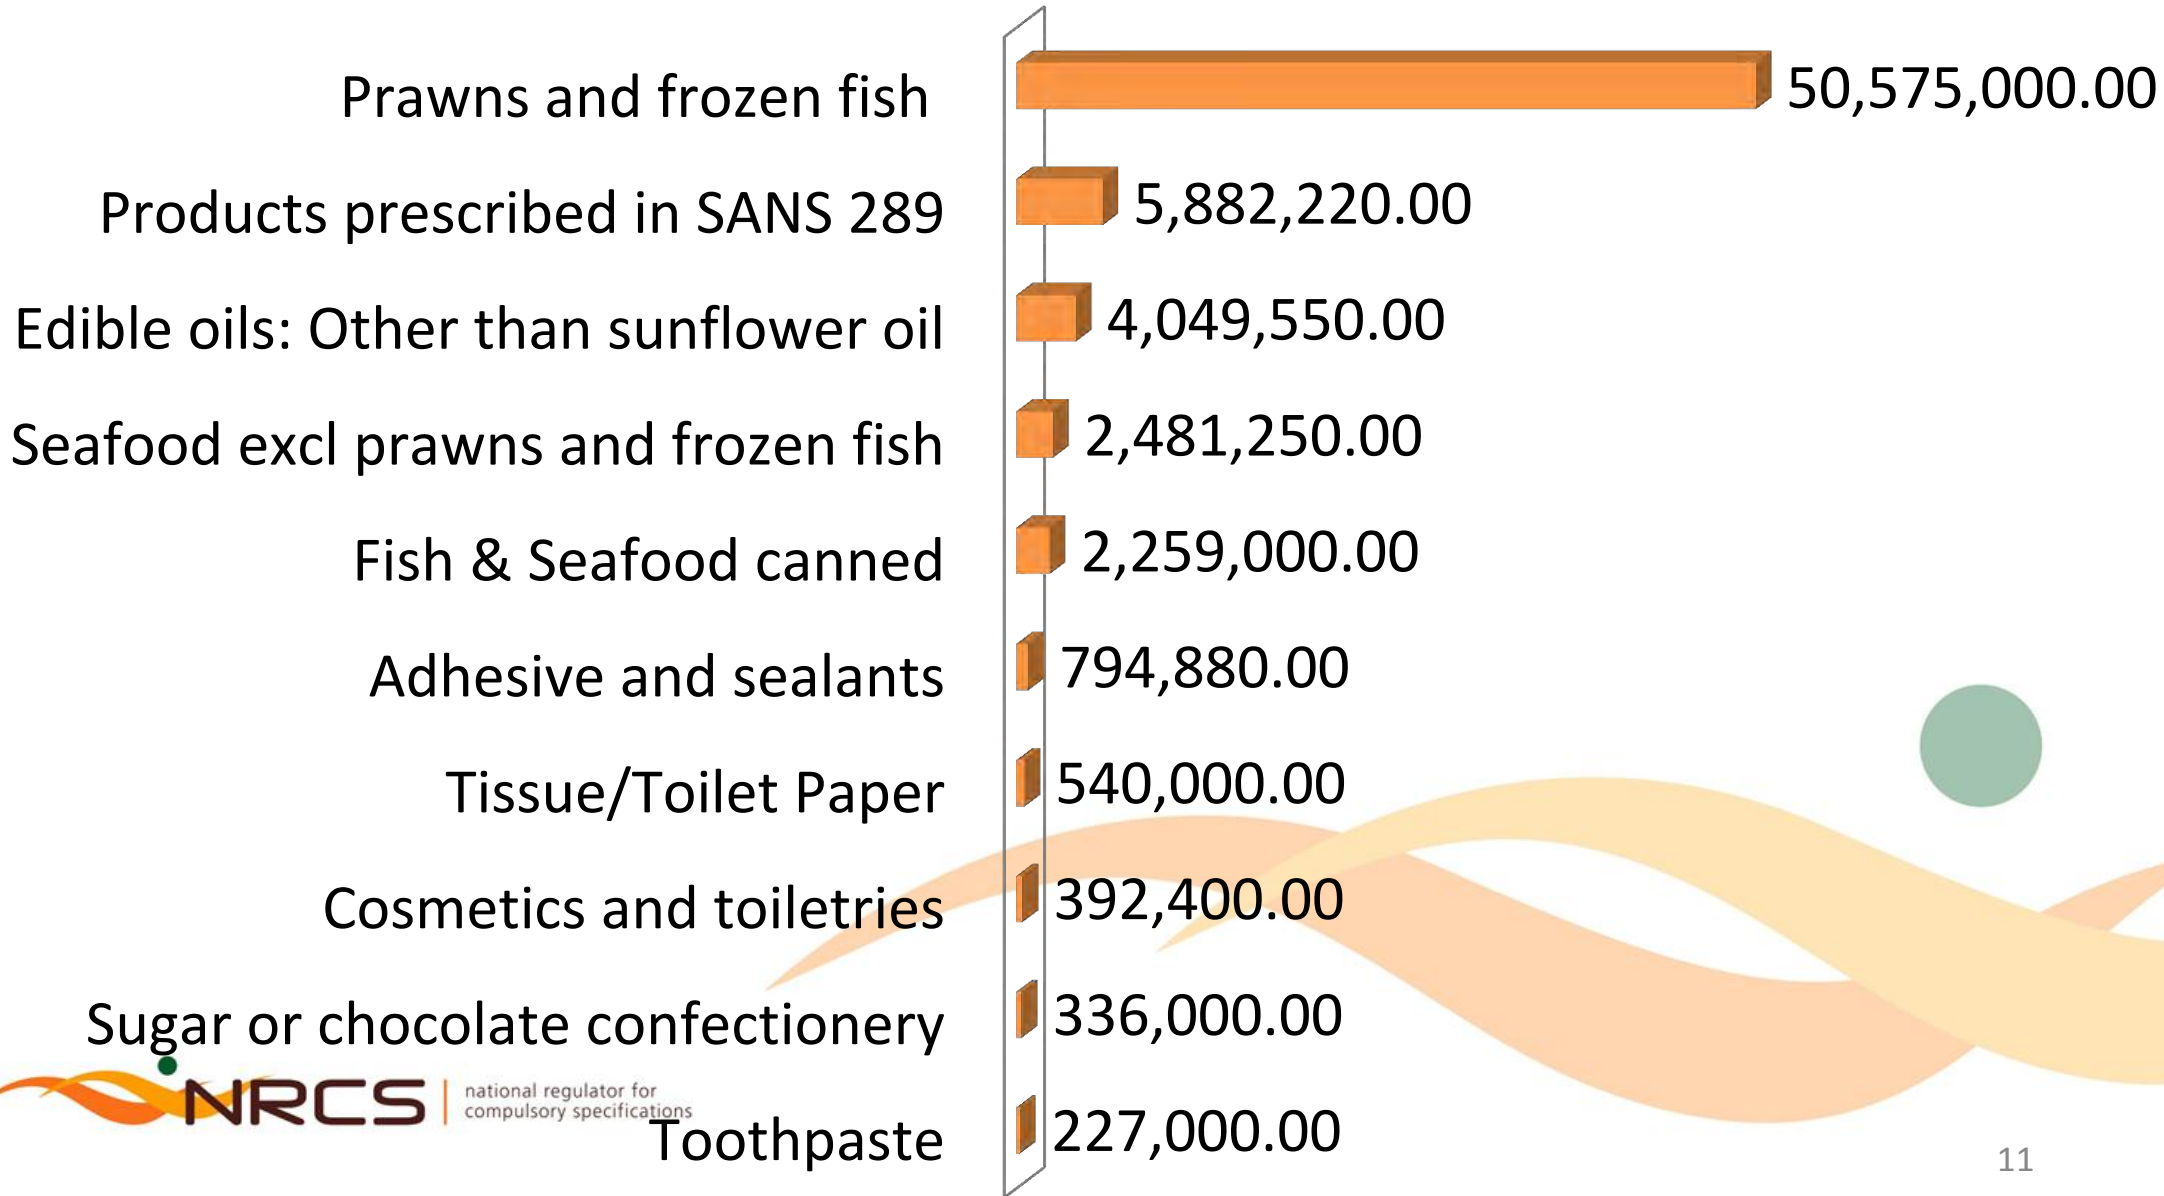 Prawns and frozen fish 50,575,000.00
Products prescribed in SANS 289 5,882,220.00
Edible oils: Other than sunflower oil 4,049,550.00
Seafood excl prawns and frozen fish 2,481,250.00
Fish & Seafood canned 2,259,000.00
Adhesive and sealants 794,880.00
Tissue/Toilet Paper 540,000.00
Cosmetics and toiletries 392,400.00
Sugar or chocolate confectionery 336,000.00
NRCS
national regulator for
compulsory specifications
Toothpaste 227,000.00
11